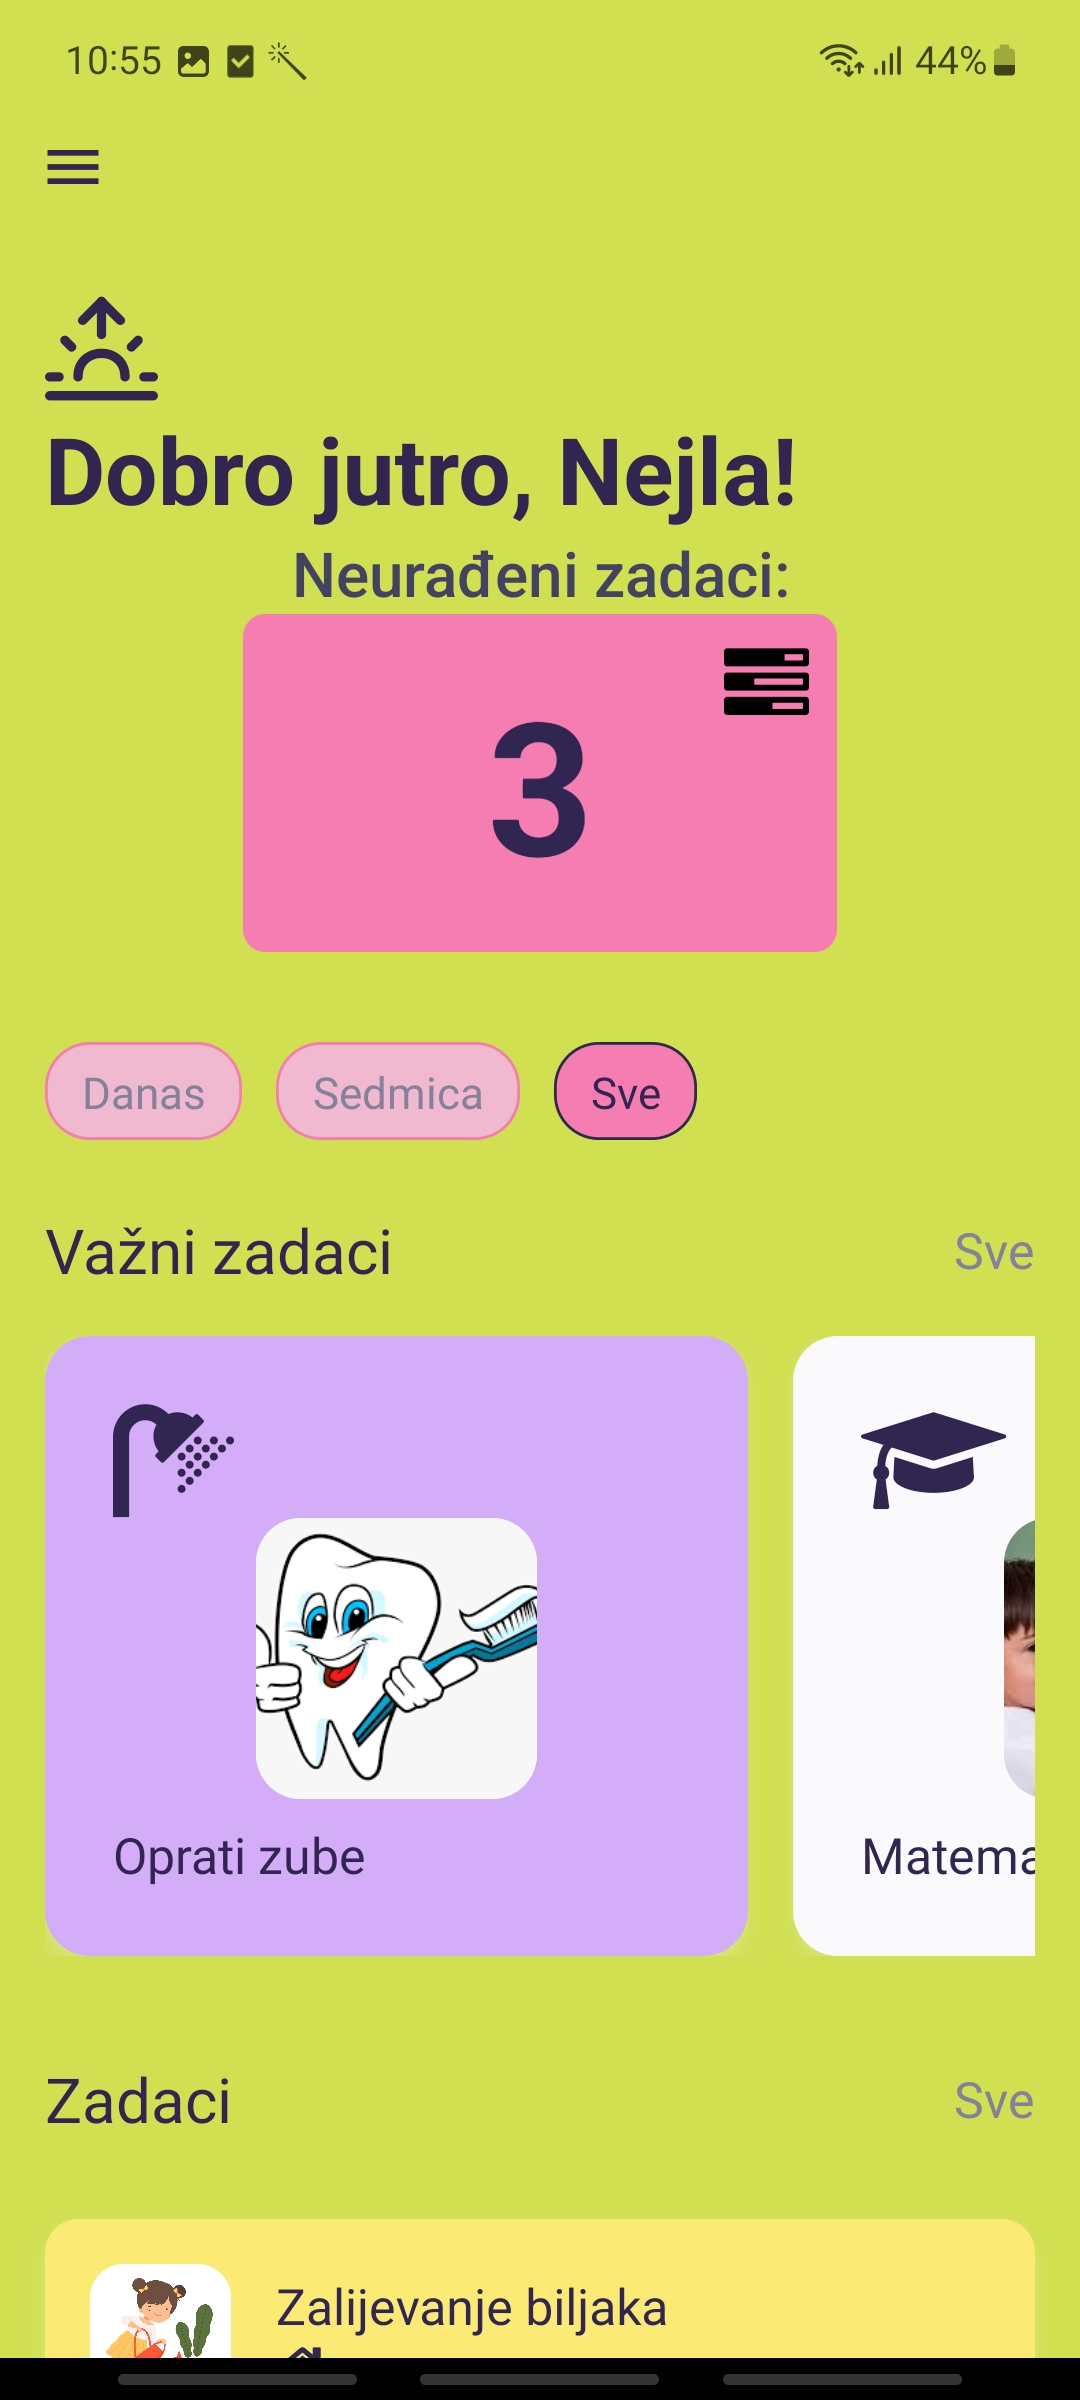 10:55
44%
Dobro jutro, Nejla!
Neurađeni zadaci:
3
Danas Sedmica Sve
Važni zadaci Sve
Oprati zube
Zadaci Sve
Zalijevanje biljaka